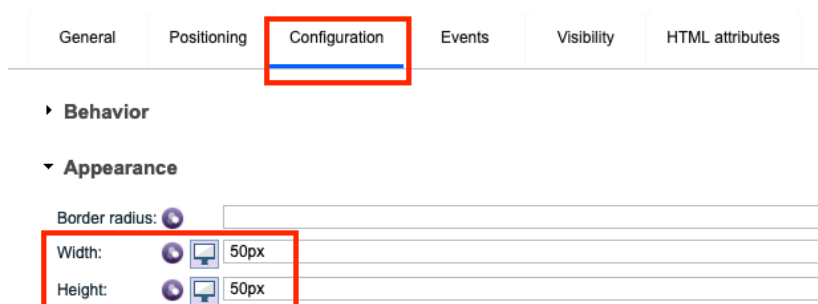 General Positioning Configuration Events Visibility HTML attributes
Behavior
Appearance
Border radius:
Width: 50px
Height: 50px